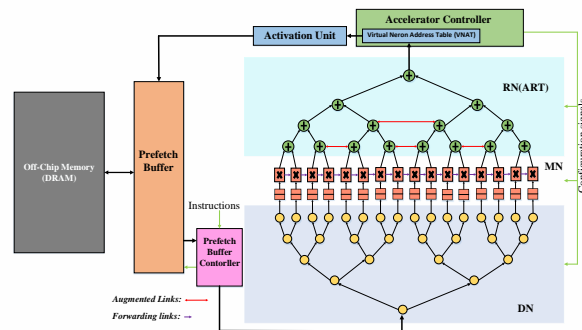 Accelerator Controller
Activation Unit
Virtual Neron Address Table (VNAT)
RN(ART)
Off-Chip Memory
(DRAM)
Prefetch
Buffer
MN
Instructions
Prefetch
Buffer
Contorller
DN
Augmented Links:
Forwarding links: